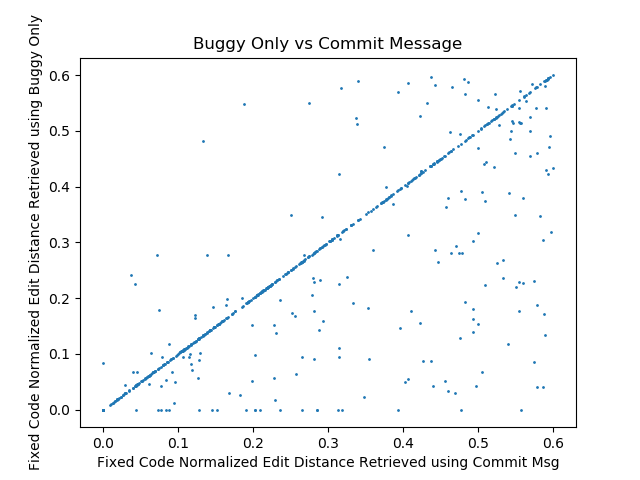 Buggy Only vs Commit Message
Fixed Code Normalized Edit Distance Retrieved using Buggy Only
0.6
0.5
0.4
0.3
0.2
0.1
0.0
0.0 0.1 0.2 0.3 0.4 0.5 0.6
Fixed Code Normalized Edit Distance Retrieved using Commit Msg